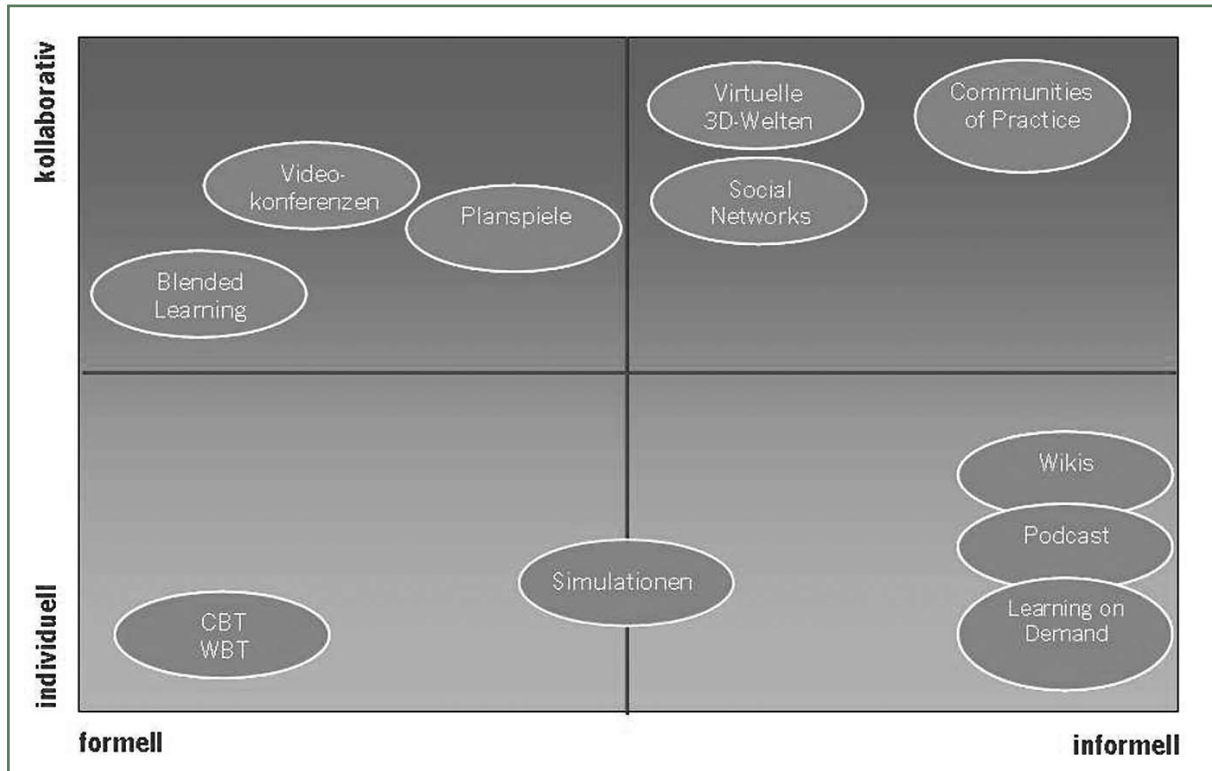 kollaborativ
Virtuelle
3D-Welten
Communities
of Practice
Video-
konferenzen
Planspiele
Social
Networks
Blended
Learning
Wikis
Podcast
Simulationen
Learning on
Demand
CBT
WBT
individuell
formell
informell